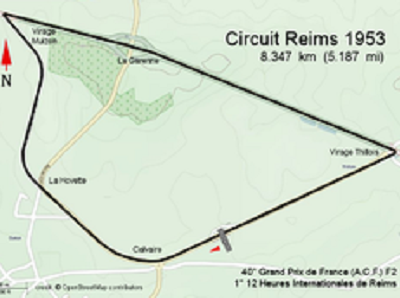 Circuit Reims 1953
8.347 km (5.187 mi)
Virage
Muizon
La Garenne
N
Virage Thillois
La Hovette
Calvaire
40° Grand Prix de France (A.C.F.) F2
1° 12 Heures Internationales de Reims
© OpenStreetMap contributors